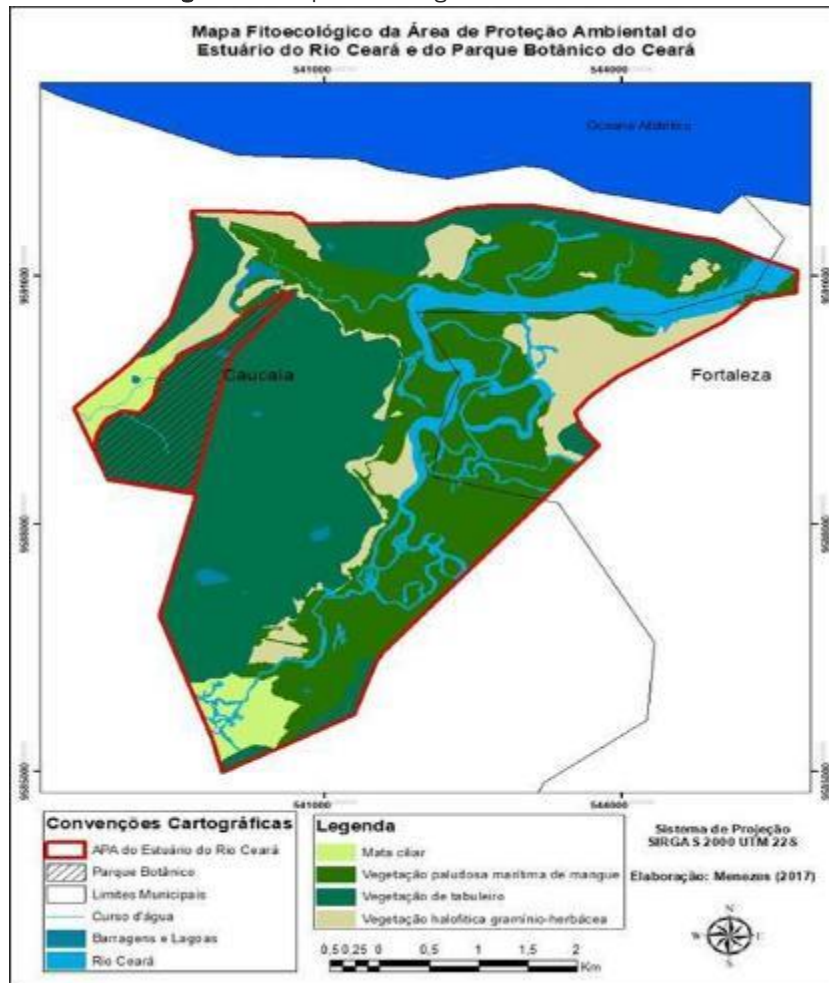 Mapa Fitoecológico da Área de Proteção Ambiental do
Estuário do Rio Ceará e do Parque Botânico do Ceará
541000 544000
Oceano Atlântico
9591000
Caucaia
Fortaleza
9588000
9585000
541000 544000
Convenções Cartográficas
APA do Estuário do Rio Ceará
Parque Botânico
Limites Municipais
Curso d'água
Barragens e Lagoas
Rio Ceará
Legenda
Mata ciliar
Vegetação paludosa marítima de mangue
Vegetação de tabuleiro
Vegetação halofítica gramínio-herbácea
0,5 0,25 0 0,5 1 1,5 2
Km
Sistema de Projeção
SIRGAS 2000 UTM 22S
Elaboração: Menezes (2017)
N
W E
S